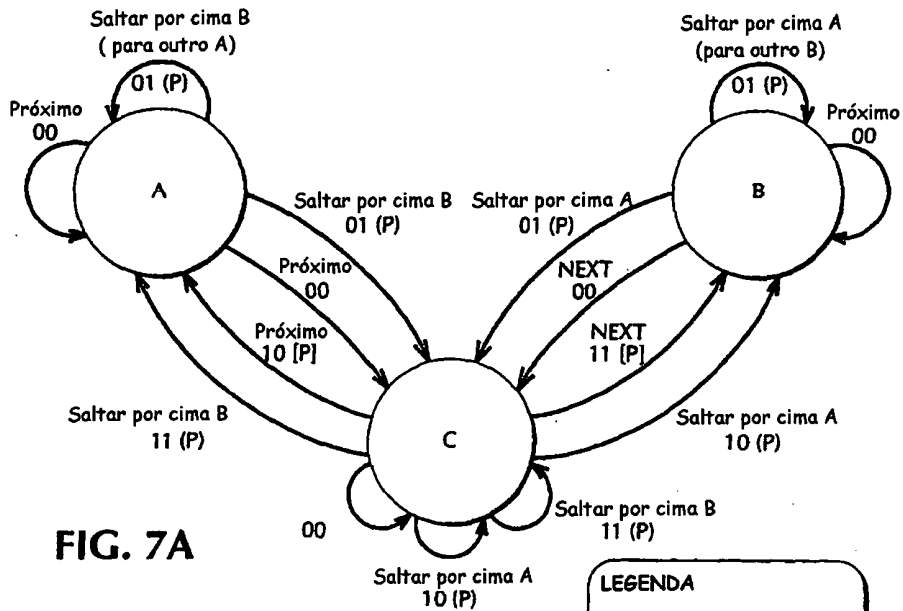 Saltar por cima B
( para outro A)
01 (P)
Próximo
00
A
Saltar por cima A
(para outro B)
01 (P)
Próximo
00
B
Saltar por cima B
01 (P)
Saltar por cima A
01 (P)
Próximo
00
NEXT
00
Próximo
10 [P]
NEXT
11 [P]
Saltar por cima B
11 (P)
Saltar por cima A
10 (P)
C
00
Saltar por cima B
11 (P)
Saltar por cima A
10 (P)
FIG. 7A
LEGENDA